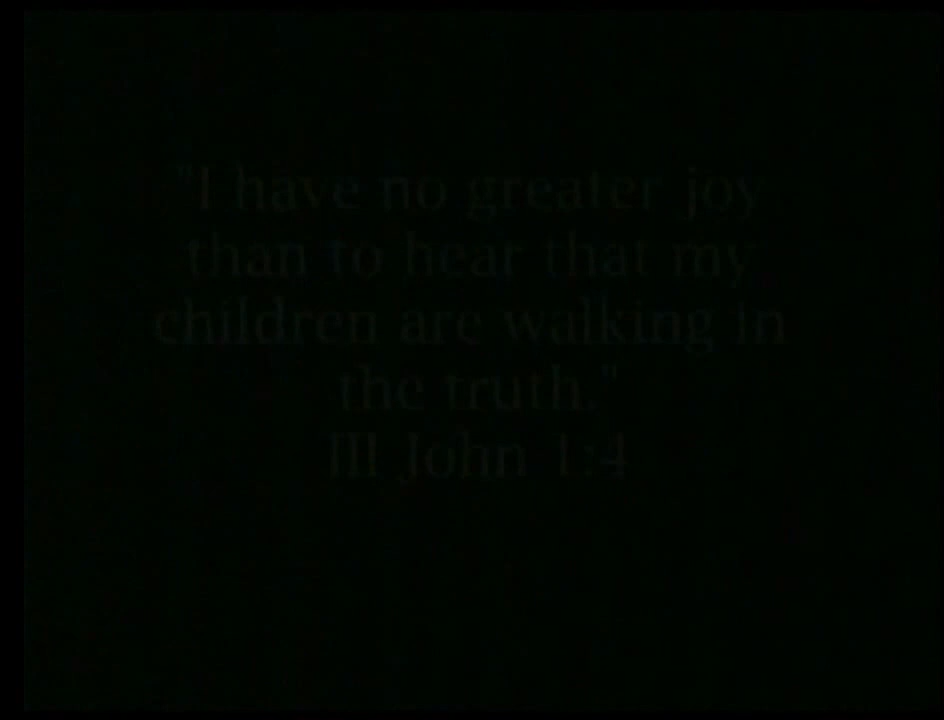 "I have no greater joy
than to hear that my
children are walking in
the truth."
III John 1:4